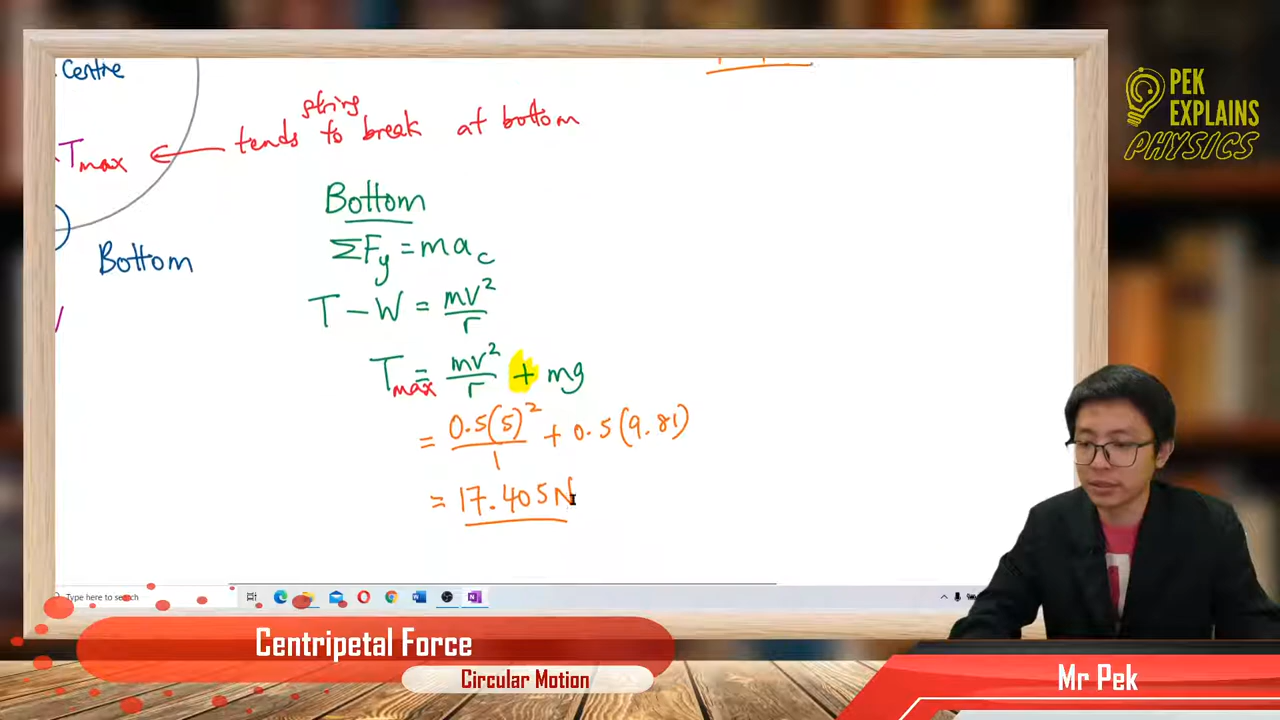 Centre
string
tends to break at bottom
Tmax
Bottom
Bottom
ΣFy = mac
T - W = mv²/r
Tmax = mv²/r + mg
= 0.5(5)²/1 + 0.5(9.81)
= 17.405N
PEK
EXPLAINS
PHYSICS
Type here to search
Centripetal Force
Circular Motion
Mr Pek